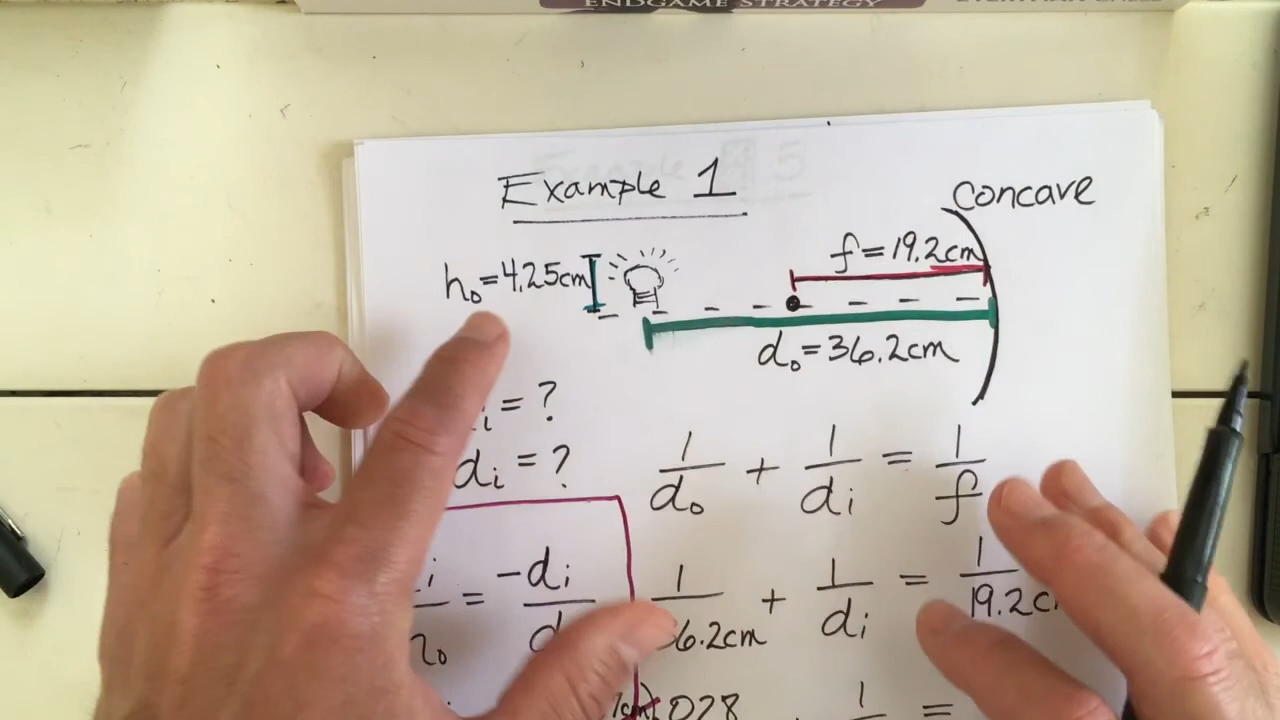 ENDGAME STRATEGY
Example 1
Concave
f=19.2cm
h₀=4.25cm
d₀=36.2cm
i = ?
dᵢ = ?
1/d₀ + 1/dᵢ = 1/f
-dᵢ
1/6.2cm + 1/dᵢ = 1/19.2c
028